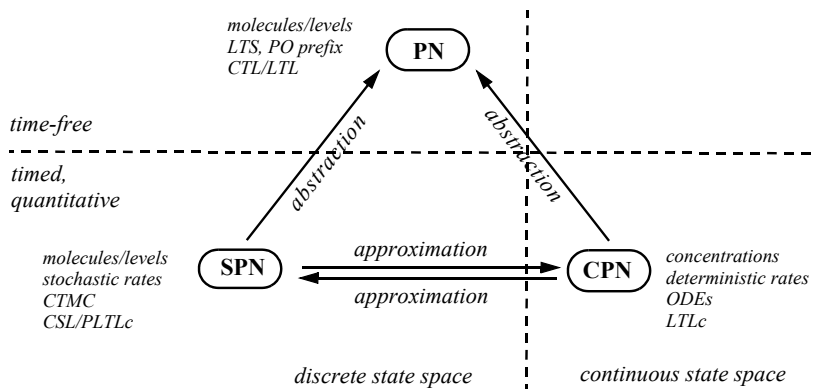 molecules/levels
LTS, PO prefix
CTL/LTL
PN
time-free
abstraction
abstraction
timed,
quantitative
molecules/levels
stochastic rates
CTMC
CSL/PLTLc
SPN
approximation
approximation
CPN
concentrations
deterministic rates
ODEs
LTLc
discrete state space
continuous state space